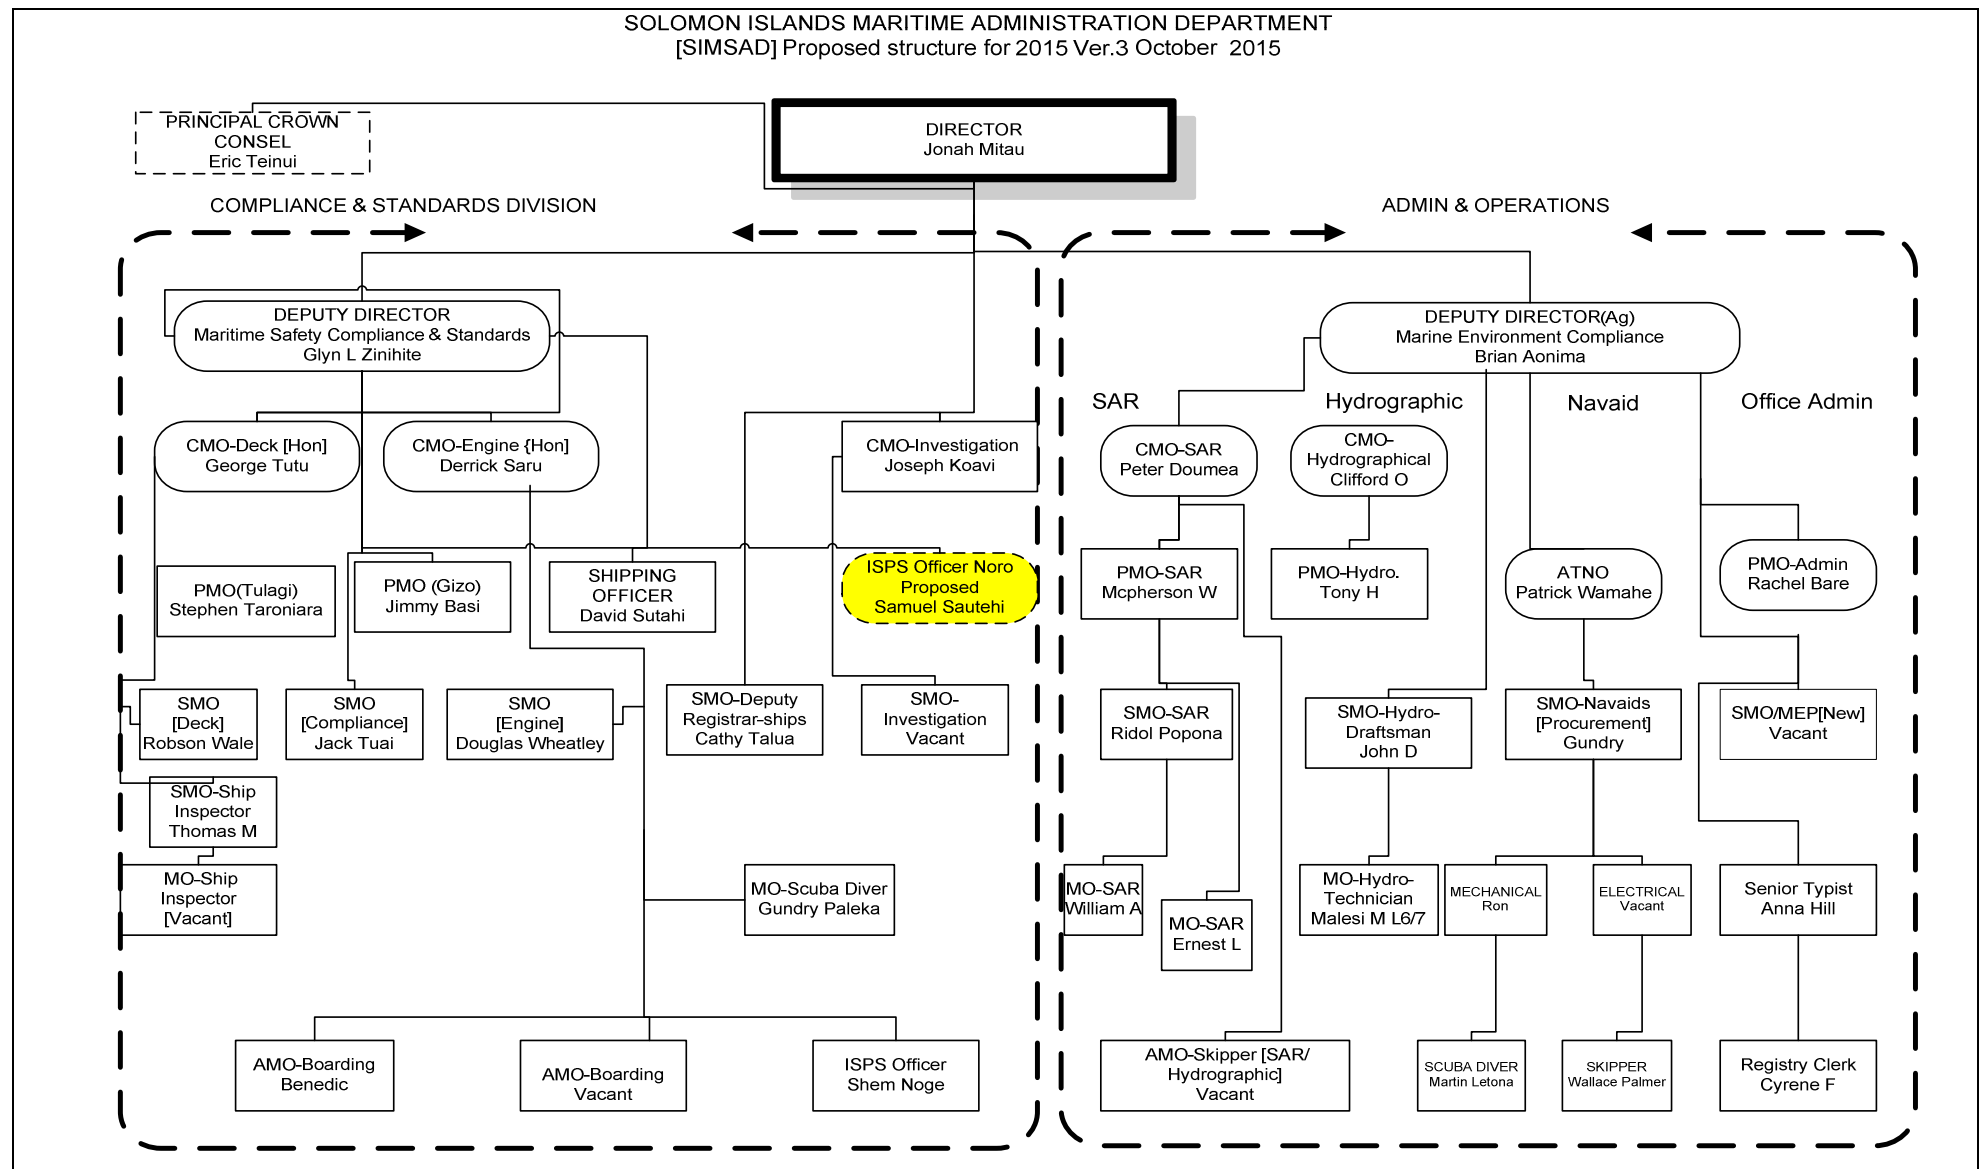 SOLOMON ISLANDS MARITIME ADMINISTRATION DEPARTMENT
[SIMSAD] Proposed structure for 2015 Ver.3 October 2015
PRINCIPAL CROWN
CONSEL
Eric Teinui
DIRECTOR
Jonah Mitau
COMPLIANCE & STANDARDS DIVISION
ADMIN & OPERATIONS
DEPUTY DIRECTOR
Maritime Safety Compliance & Standards
Glyn L Zinihite
DEPUTY DIRECTOR(Ag)
Marine Environment Compliance
Brian Aonima
SAR
Hydrographic
Navaid
Office Admin
CMO-Deck [Hon]
George Tutu
CMO-Engine {Hon]
Derrick Saru
CMO-Investigation
Joseph Koavi
CMO-SAR
Peter Doumea
CMO-
Hydrographical
Clifford O
PMO(Tulagi)
Stephen Taroniara
PMO (Gizo)
Jimmy Basi
SHIPPING
OFFICER
David Sutahi
ISPS Officer Noro
Proposed
Samuel Sautehi
PMO-SAR
Mcpherson W
PMO-Hydro.
Tony H
ATNO
Patrick Wamahe
PMO-Admin
Rachel Bare
SMO
[Deck]
Robson Wale
SMO
[Compliance]
Jack Tuai
SMO
[Engine]
Douglas Wheatley
SMO-Deputy
Registrar-ships
Cathy Talua
SMO-
Investigation
Vacant
SMO-SAR
Ridol Popona
SMO-Hydro-
Draftsman
John D
SMO-Navaids
[Procurement]
Gundry
SMO/MEP[New]
Vacant
SMO-Ship
Inspector
Thomas M
MO-Ship
Inspector
[Vacant]
MO-Scuba Diver
Gundry Paleka
MO-SAR
William A
MO-SAR
Ernest L
MO-Hydro-
Technician
Malesi M L6/7
MECHANICAL
Ron
ELECTRICAL
Vacant
Senior Typist
Anna Hill
AMO-Boarding
Benedic
AMO-Boarding
Vacant
ISPS Officer
Shem Noge
AMO-Skipper [SAR/
Hydrographic]
Vacant
SCUBA DIVER
Martin Letona
SKIPPER
Wallace Palmer
Registry Clerk
Cyrene F